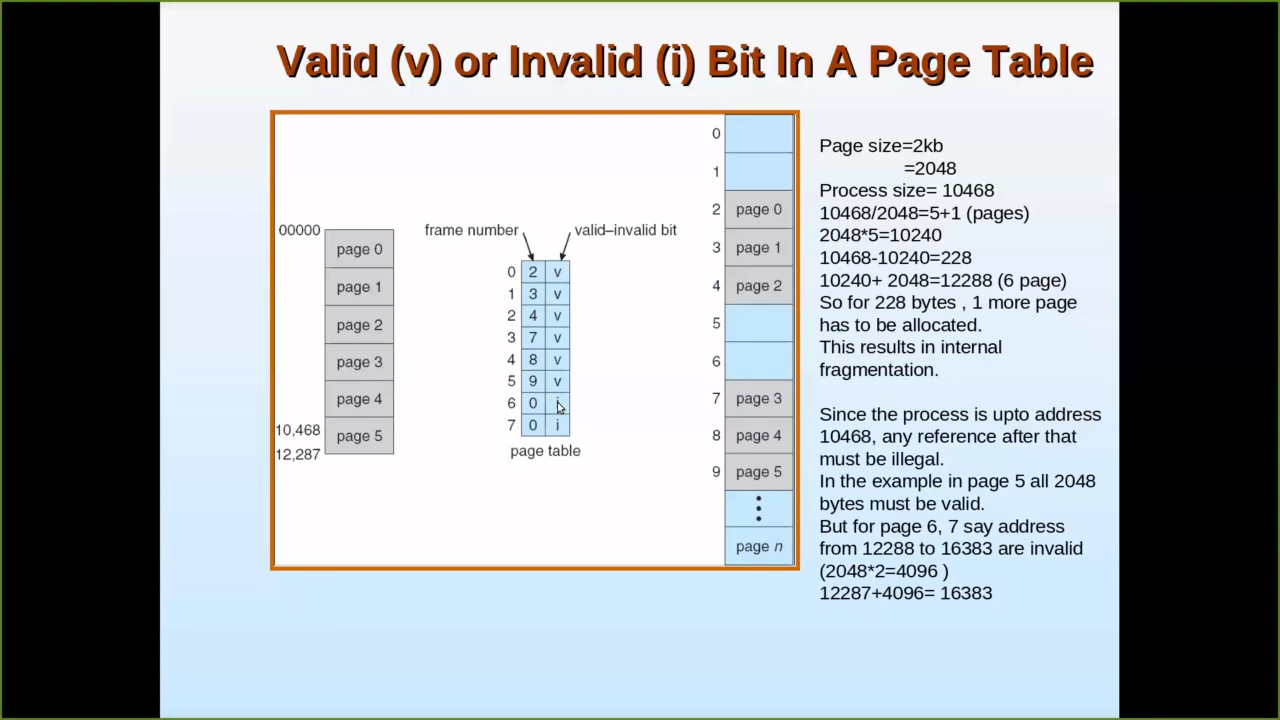 Valid (v) or Invalid (i) Bit In A Page Table
00000
page 0
page 1
page 2
page 3
page 4
page 5
10,468
12,287
frame number
valid–invalid bit
0 2 v
1 3 v
2 4 v
3 7 v
4 8 v
5 9 v
6 0 i
7 0 i
page table
0
1
2 page 0
3 page 1
4 page 2
5
6
7 page 3
8 page 4
9 page 5
page n
Page size=2kb
=2048
Process size= 10468
10468/2048=5+1 (pages)
2048*5=10240
10468-10240=228
10240+ 2048=12288 (6 page)
So for 228 bytes , 1 more page
has to be allocated.
This results in internal
fragmentation.
Since the process is upto address
10468, any reference after that
must be illegal.
In the example in page 5 all 2048
bytes must be valid.
But for page 6, 7 say address
from 12288 to 16383 are invalid
(2048*2=4096 )
12287+4096= 16383